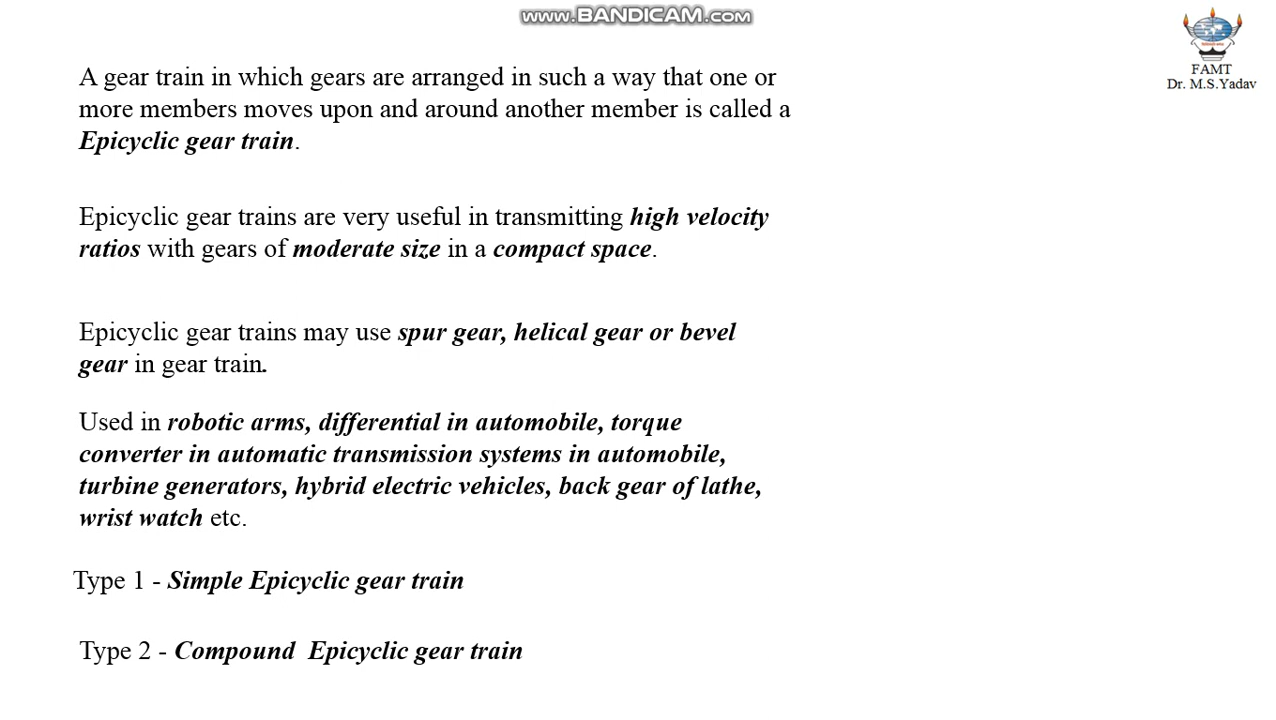 www.BANDICAM.com
FAMT
Dr. M.S.Yadav
A gear train in which gears are arranged in such a way that one or
more members moves upon and around another member is called a
Epicyclic gear train.
Epicyclic gear trains are very useful in transmitting high velocity
ratios with gears of moderate size in a compact space.
Epicyclic gear trains may use spur gear, helical gear or bevel
gear in gear train.
Used in robotic arms, differential in automobile, torque
converter in automatic transmission systems in automobile,
turbine generators, hybrid electric vehicles, back gear of lathe,
wrist watch etc.
Type 1 - Simple Epicyclic gear train
Type 2 - Compound  Epicyclic gear train